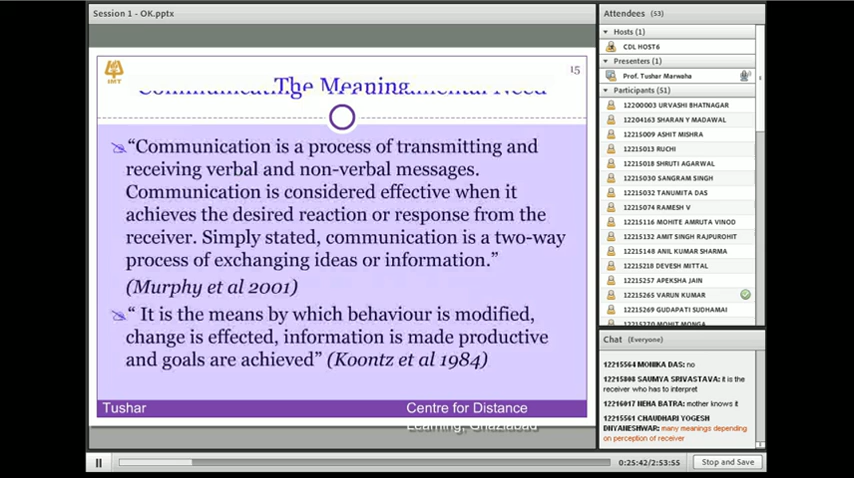 Session 1 - OK.pptx
IMT
15
The Meaning
“Communication is a process of transmitting and
receiving verbal and non-verbal messages.
Communication is considered effective when it
achieves the desired reaction or response from the
receiver. Simply stated, communication is a two-way
process of exchanging ideas or information.”
(Murphy et al 2001)
“ It is the means by which behaviour is modified,
change is effected, information is made productive
and goals are achieved” (Koontz et al 1984)
Tushar
Centre for Distance
Learning, Ghaziabad
Attendees (53)
Hosts (1)
CDL HOST6
Presenters (1)
Prof. Tushar Marwaha
Participants (51)
12200003 URVASHI BHATNAGAR
12204163 SHARAN Y MADAWAL
12215009 ASHIT MISHRA
12215013 RUCHI
12215018 SHRUTI AGARWAL
12215030 SANGRAM SINGH
12215032 TANUMITA DAS
12215074 RAMESH V
12215116 MOHITE AMRUTA VINOD
12215132 AMIT SINGH RAJPUROHIT
12215148 ANIL KUMAR SHARMA
12215218 DEVESH MITTAL
12215257 APEKSHA JAIN
12215265 VARUN KUMAR
12215269 GUDAPATI SUDHAMAI
12215270 MOHIT MONGA
Chat (Everyone)
12215564 MONIKA DAS: no
12215808 SAUMYA SRIVASTAVA: it is the
receiver who has to interpret
12216017 NEHA BATRA: mother knows it
12215561 CHAUDHARI YOGESH
DHYANESHWAR: many meanings depending
on perception of receiver
0:25:42/2:53:55
Stop and Save